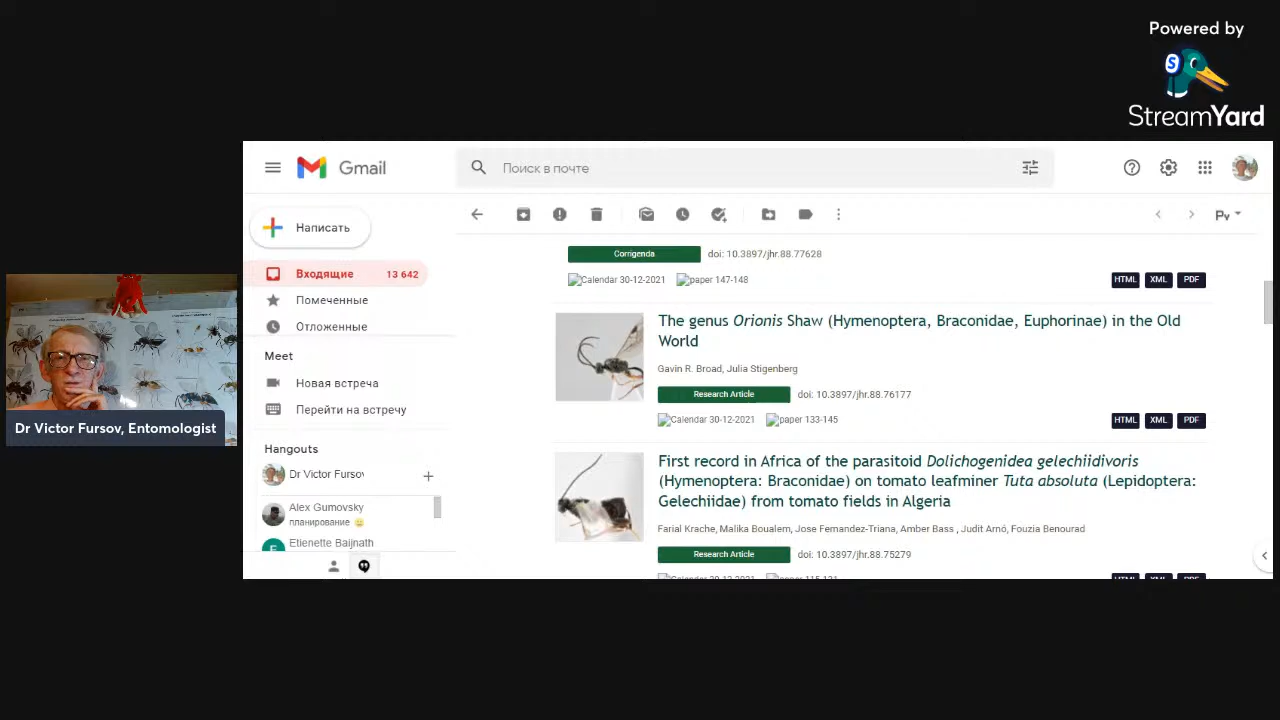 Powered by
StreamYard
Gmail
Поиск в почте
Написать
Входящие 13 642
Помеченные
Отложенные
Meet
Новая встреча
Перейти на встречу
Hangouts
Dr Victor Fursov
Alex Gumovsky
планирование
Etienette Baijnath
Ру
Corrigenda doi: 10.3897/jhr.88.77628
Calendar 30-12-2021 paper 147-148 HTML XML PDF
The genus Orionis Shaw (Hymenoptera, Braconidae, Euphorinae) in the Old
World
Gavin R. Broad, Julia Stigenberg
Research Article doi: 10.3897/jhr.88.76177
Calendar 30-12-2021 paper 133-145 HTML XML PDF
First record in Africa of the parasitoid Dolichogenidea gelechiidivoris
(Hymenoptera: Braconidae) on tomato leafminer Tuta absoluta (Lepidoptera:
Gelechiidae) from tomato fields in Algeria
Farial Krache, Malika Boualem, Jose Fernandez-Triana, Amber Bass , Judit Arnó, Fouzia Benourad
Research Article doi: 10.3897/jhr.88.75279
HTML XML PDF
Dr Victor Fursov, Entomologist